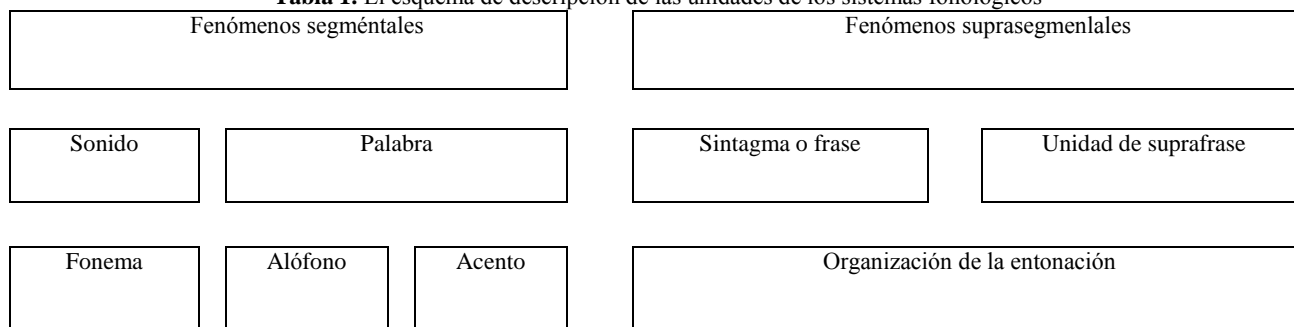 Tabla 1. El esquema de descripción de las unidades de los sistemas fonológicos
Fenómenos segméntales
Fenómenos suprasegmenlales
Sonido
Palabra
Sintagma o frase
Unidad de suprafrase
Fonema
Alófono
Acento
Organización de la entonación